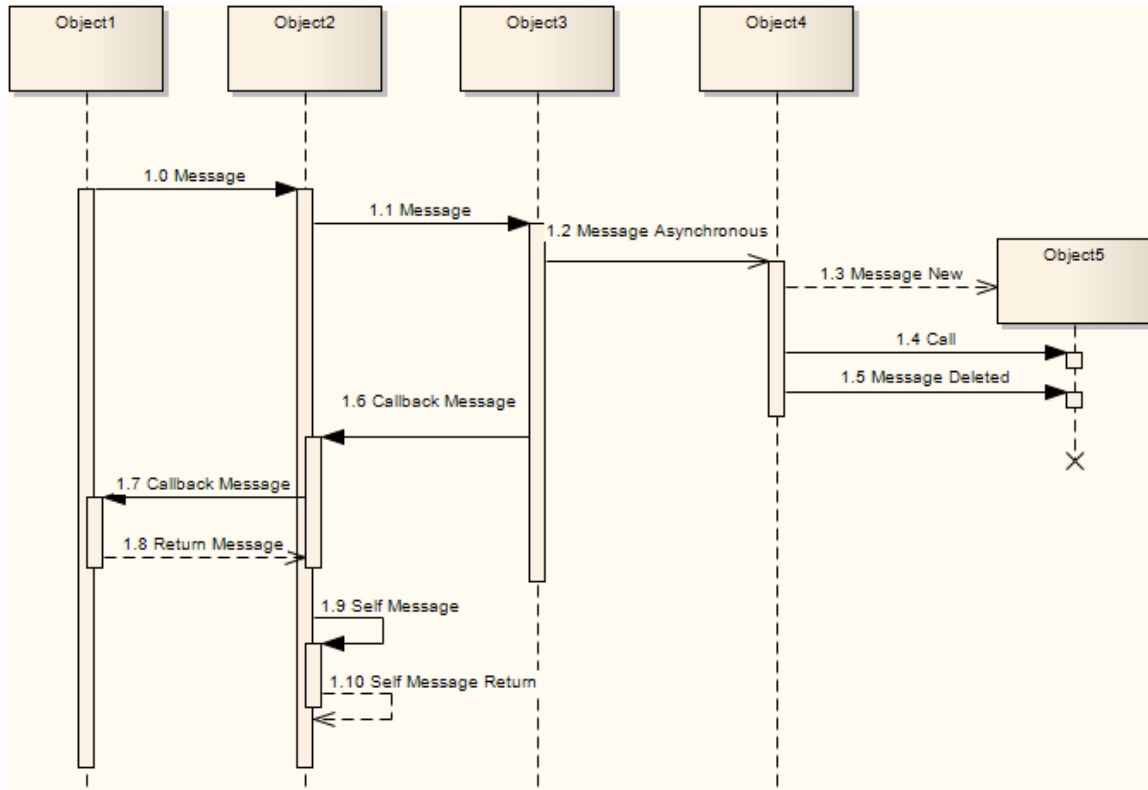 Object1
Object2
Object3
Object4
1.0 Message
1.1 Message
1.2 Message Asynchronous
Object5
1.3 Message New
1.4 Call
1.5 Message Deleted
1.6 Callback Message
1.7 Callback Message
1.8 Return Message
1.9 Self Message
1.10 Self Message Return